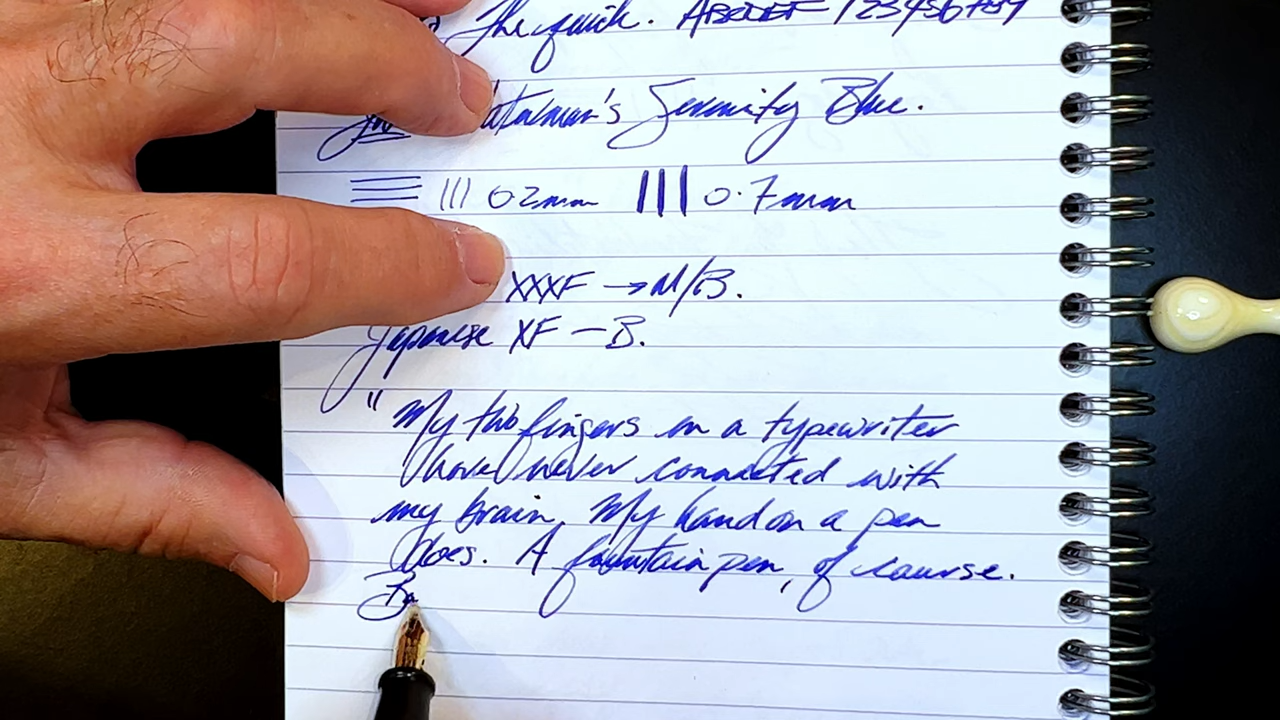 The quick. ABCDEF 123456789
Ink Waterman's Serenity Blue.
||| 0.2mm ||| 0.7mm
XXXF → M/B.
Japanese XF — B.
"My two fingers on a typewriter
have never connected with
my brain, My hand on a pen
does. A fountain pen, of course.